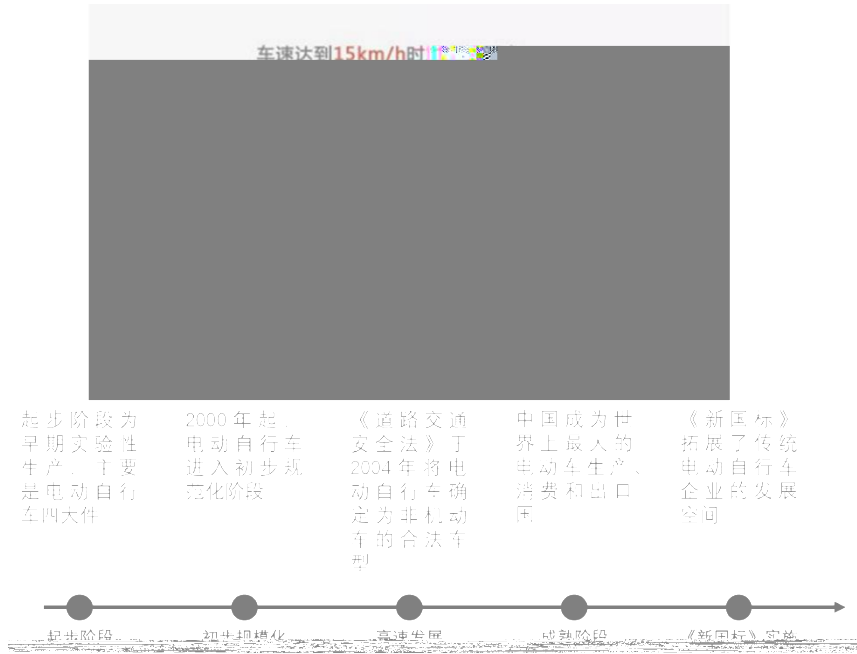 车速达到15km/h时
起步阶段为
早期实验性
生产，主要
是电动自行
车四大件
2000年起，
电动自行车
进入初步规
范化阶段
《道路交通
安全法》于
2004年将电
动自行车确
定为非机动
车的合法车
型
中国成为世
界上最大的
电动车生产、
消费和出口
国
《新国标》
拓展了传统
电动自行车
企业的发展
空间
起步阶段
初步规模化
高速发展
成熟阶段
《新国标》实施